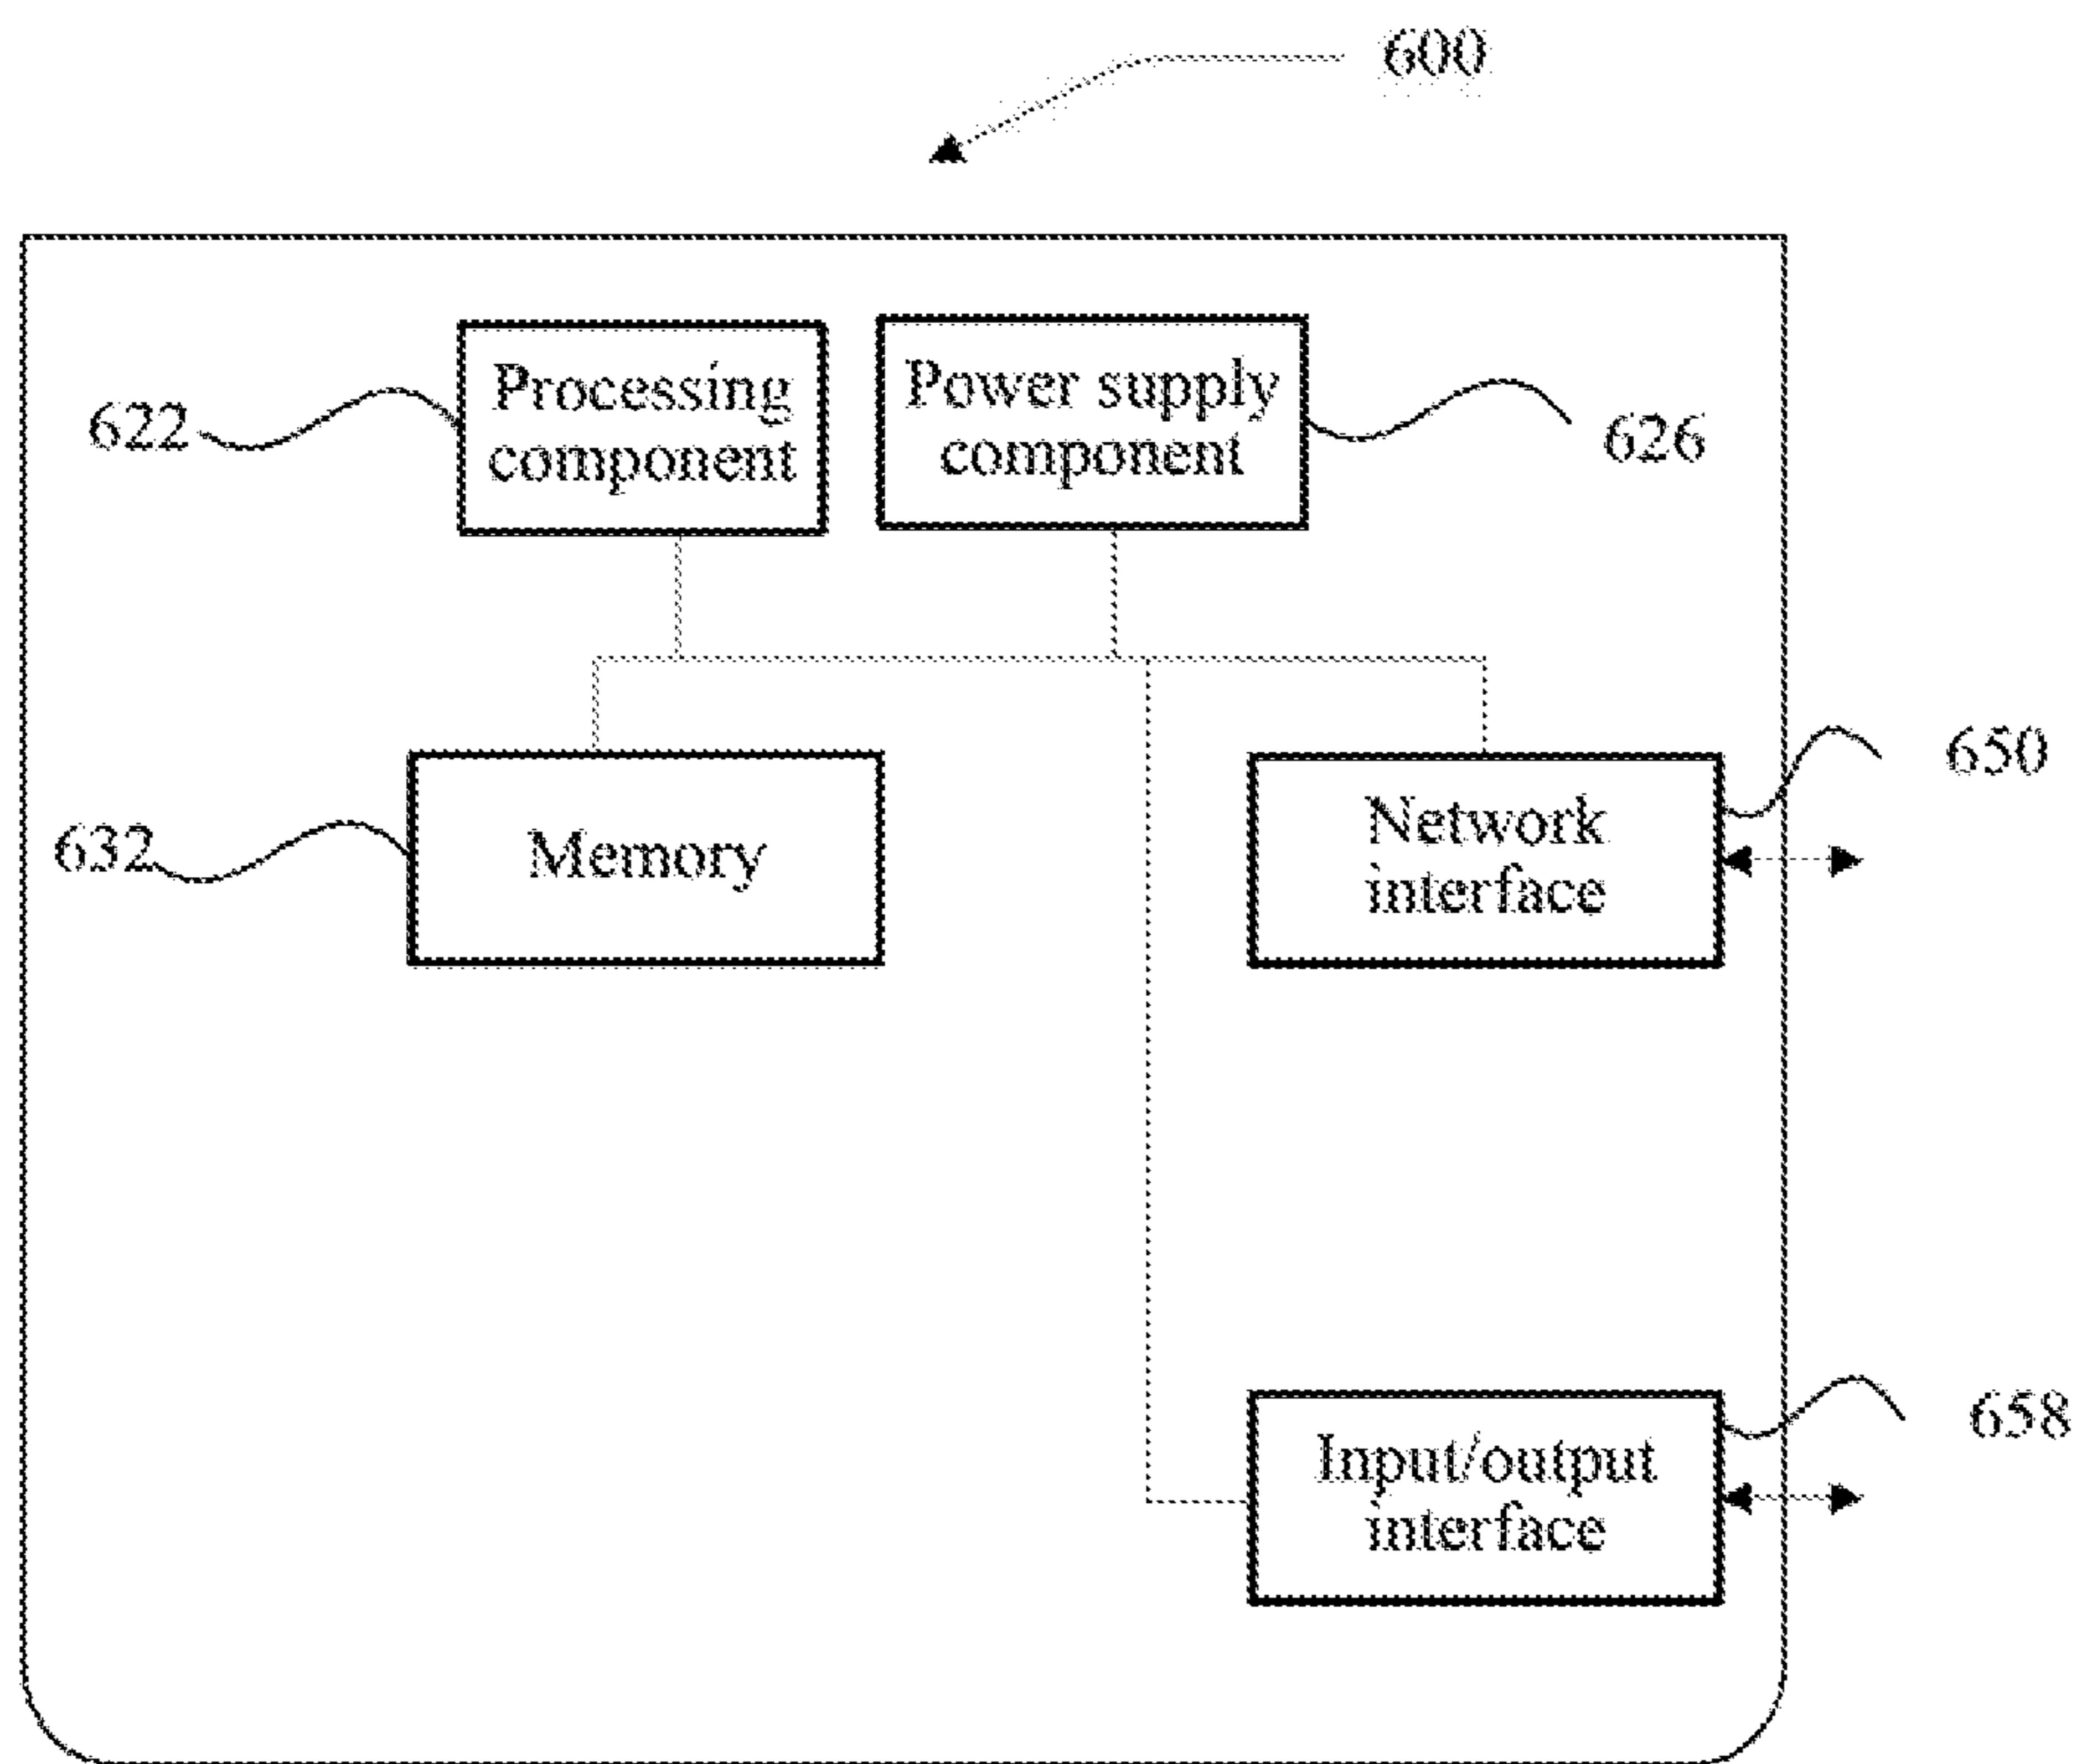 600
Processing
component
Power supply
component
622
626
632
Memory
Network
interface
650
Input/output
interface
658